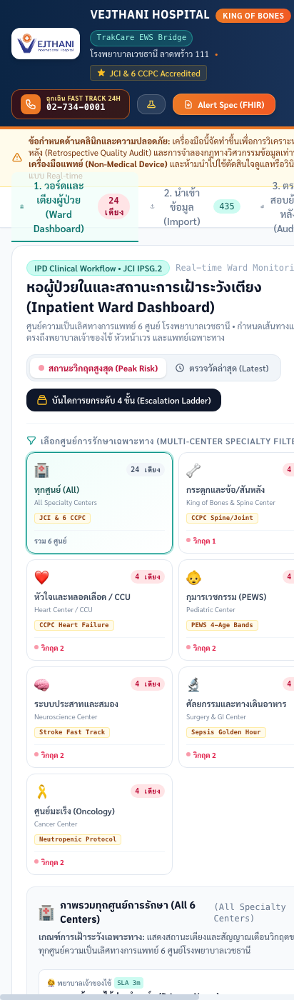 VEJTHANI HOSPITAL KING OF BONES
VEJTHANI
International Hospital
TrakCare EWS Bridge
โรงพยาบาลเวชธานี ลาดพร้าว 111 •
JCI & 6 CCPC Accredited
ฉุกเฉิน FAST TRACK 24H
02-734-0001
Alert Spec (FHIR)
ข้อกำหนดด้านคลินิกและความปลอดภัย: เครื่องมือนี้จัดทำขึ้นเพื่อการวิเคราะห์
หลัง (Retrospective Quality Audit) และการจำลองกฎทางวิศวกรรมข้อมูลเท่า
เครื่องมือแพทย์ (Non-Medical Device) และห้ามนำไปใช้ตัดสินใจดูแลหรือวินิ
แบบ Real-time
1. วอร์ดและ
เตียงผู้ป่วย
(Ward
Dashboard)
24
เตียง
2. นำเข้า
ข้อมูล
(Import)
435
3. ตร
สอบย้
หลั
(Aud
IPD Clinical Workflow • JCI IPSG.2 Real-time Ward Monitori
หอผู้ป่วยในและสถานะการเฝ้าระวังเตียง
(Inpatient Ward Dashboard)
ศูนย์ความเป็นเลิศทางการแพทย์ 6 ศูนย์ โรงพยาบาลเวชธานี • กำหนดเส้นทางแ
ตรงถึงพยาบาลเจ้าของไข้ หัวหน้าเวร และแพทย์เฉพาะทาง
สถานะวิกฤตสูงสุด (Peak Risk) ตรวจวัดล่าสุด (Latest)
บันไดการยกระดับ 4 ขั้น (Escalation Ladder)
เลือกศูนย์การรักษาเฉพาะทาง (MULTI-CENTER SPECIALTY FILTE
24 เตียง
ทุกศูนย์ (All)
All Specialty Centers
JCI & 6 CCPC
รวม 6 ศูนย์
4
กระดูกและข้อ/สันหลัง
King of Bones & Spine Center
CCPC Spine/Joint
วิกฤต 1
4 เตียง
หัวใจและหลอดเลือด / CCU
Heart Center / CCU
CCPC Heart Failure
วิกฤต 2
4
กุมารเวชกรรม (PEWS)
Pediatric Center
PEWS 4-Age Bands
วิกฤต 2
4 เตียง
ระบบประสาทและสมอง
Neuroscience Center
Stroke Fast Track
วิกฤต 2
4
ศัลยกรรมและทางเดินอาหาร
Surgery & GI Center
Sepsis Golden Hour
วิกฤต 2
4 เตียง
ศูนย์มะเร็ง (Oncology)
Cancer Center
Neutropenic Protocol
วิกฤต 2
ภาพรวมทุกศูนย์การรักษา (All 6
Centers)
(All Specialty
Centers)
เกณฑ์การเฝ้าระวังเฉพาะทาง: แสดงสถานะเตียงและสัญญาณเตือนวิกฤตข
ทุกศูนย์ความเป็นเลิศทางการแพทย์ 6 ศูนย์โรงพยาบาลเวชธานี
พยาบาลเจ้าของไข้ SLA 3m